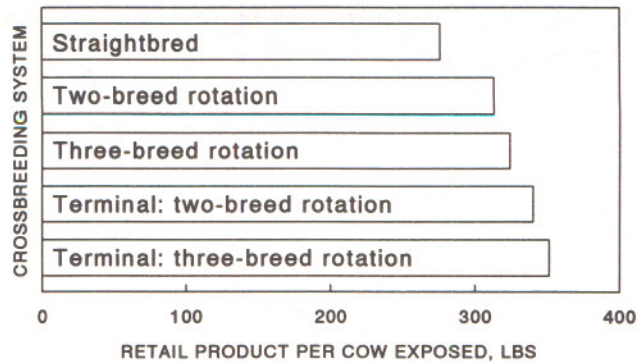 CROSSBREEDING SYSTEM
Straightbred
Two-breed rotation
Three-breed rotation
Terminal: two-breed rotation
Terminal: three-breed rotation
0 100 200 300 400
RETAIL PRODUCT PER COW EXPOSED, LBS